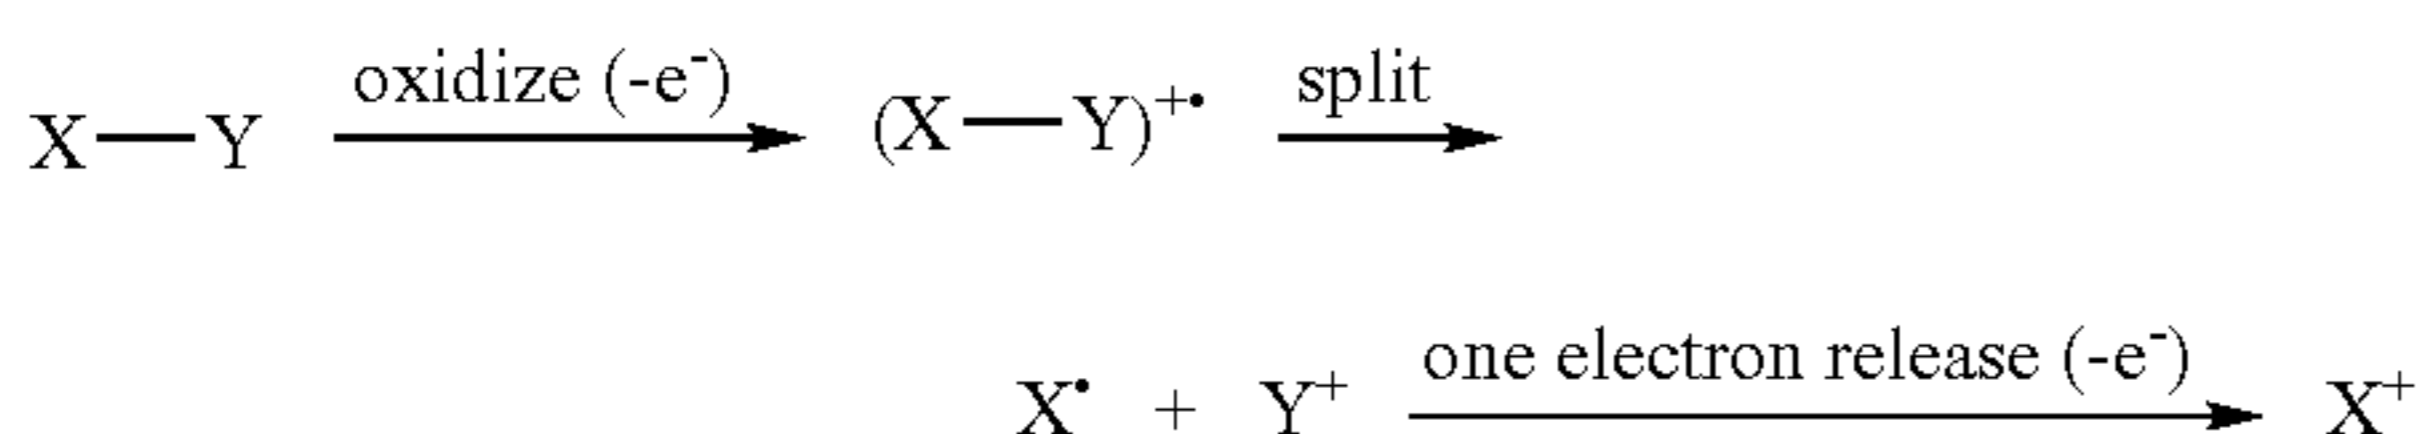 X—Y oxidize (-e⁻) (X—Y)⁺• split
X• + Y⁺ one electron release (-e⁻) X⁺